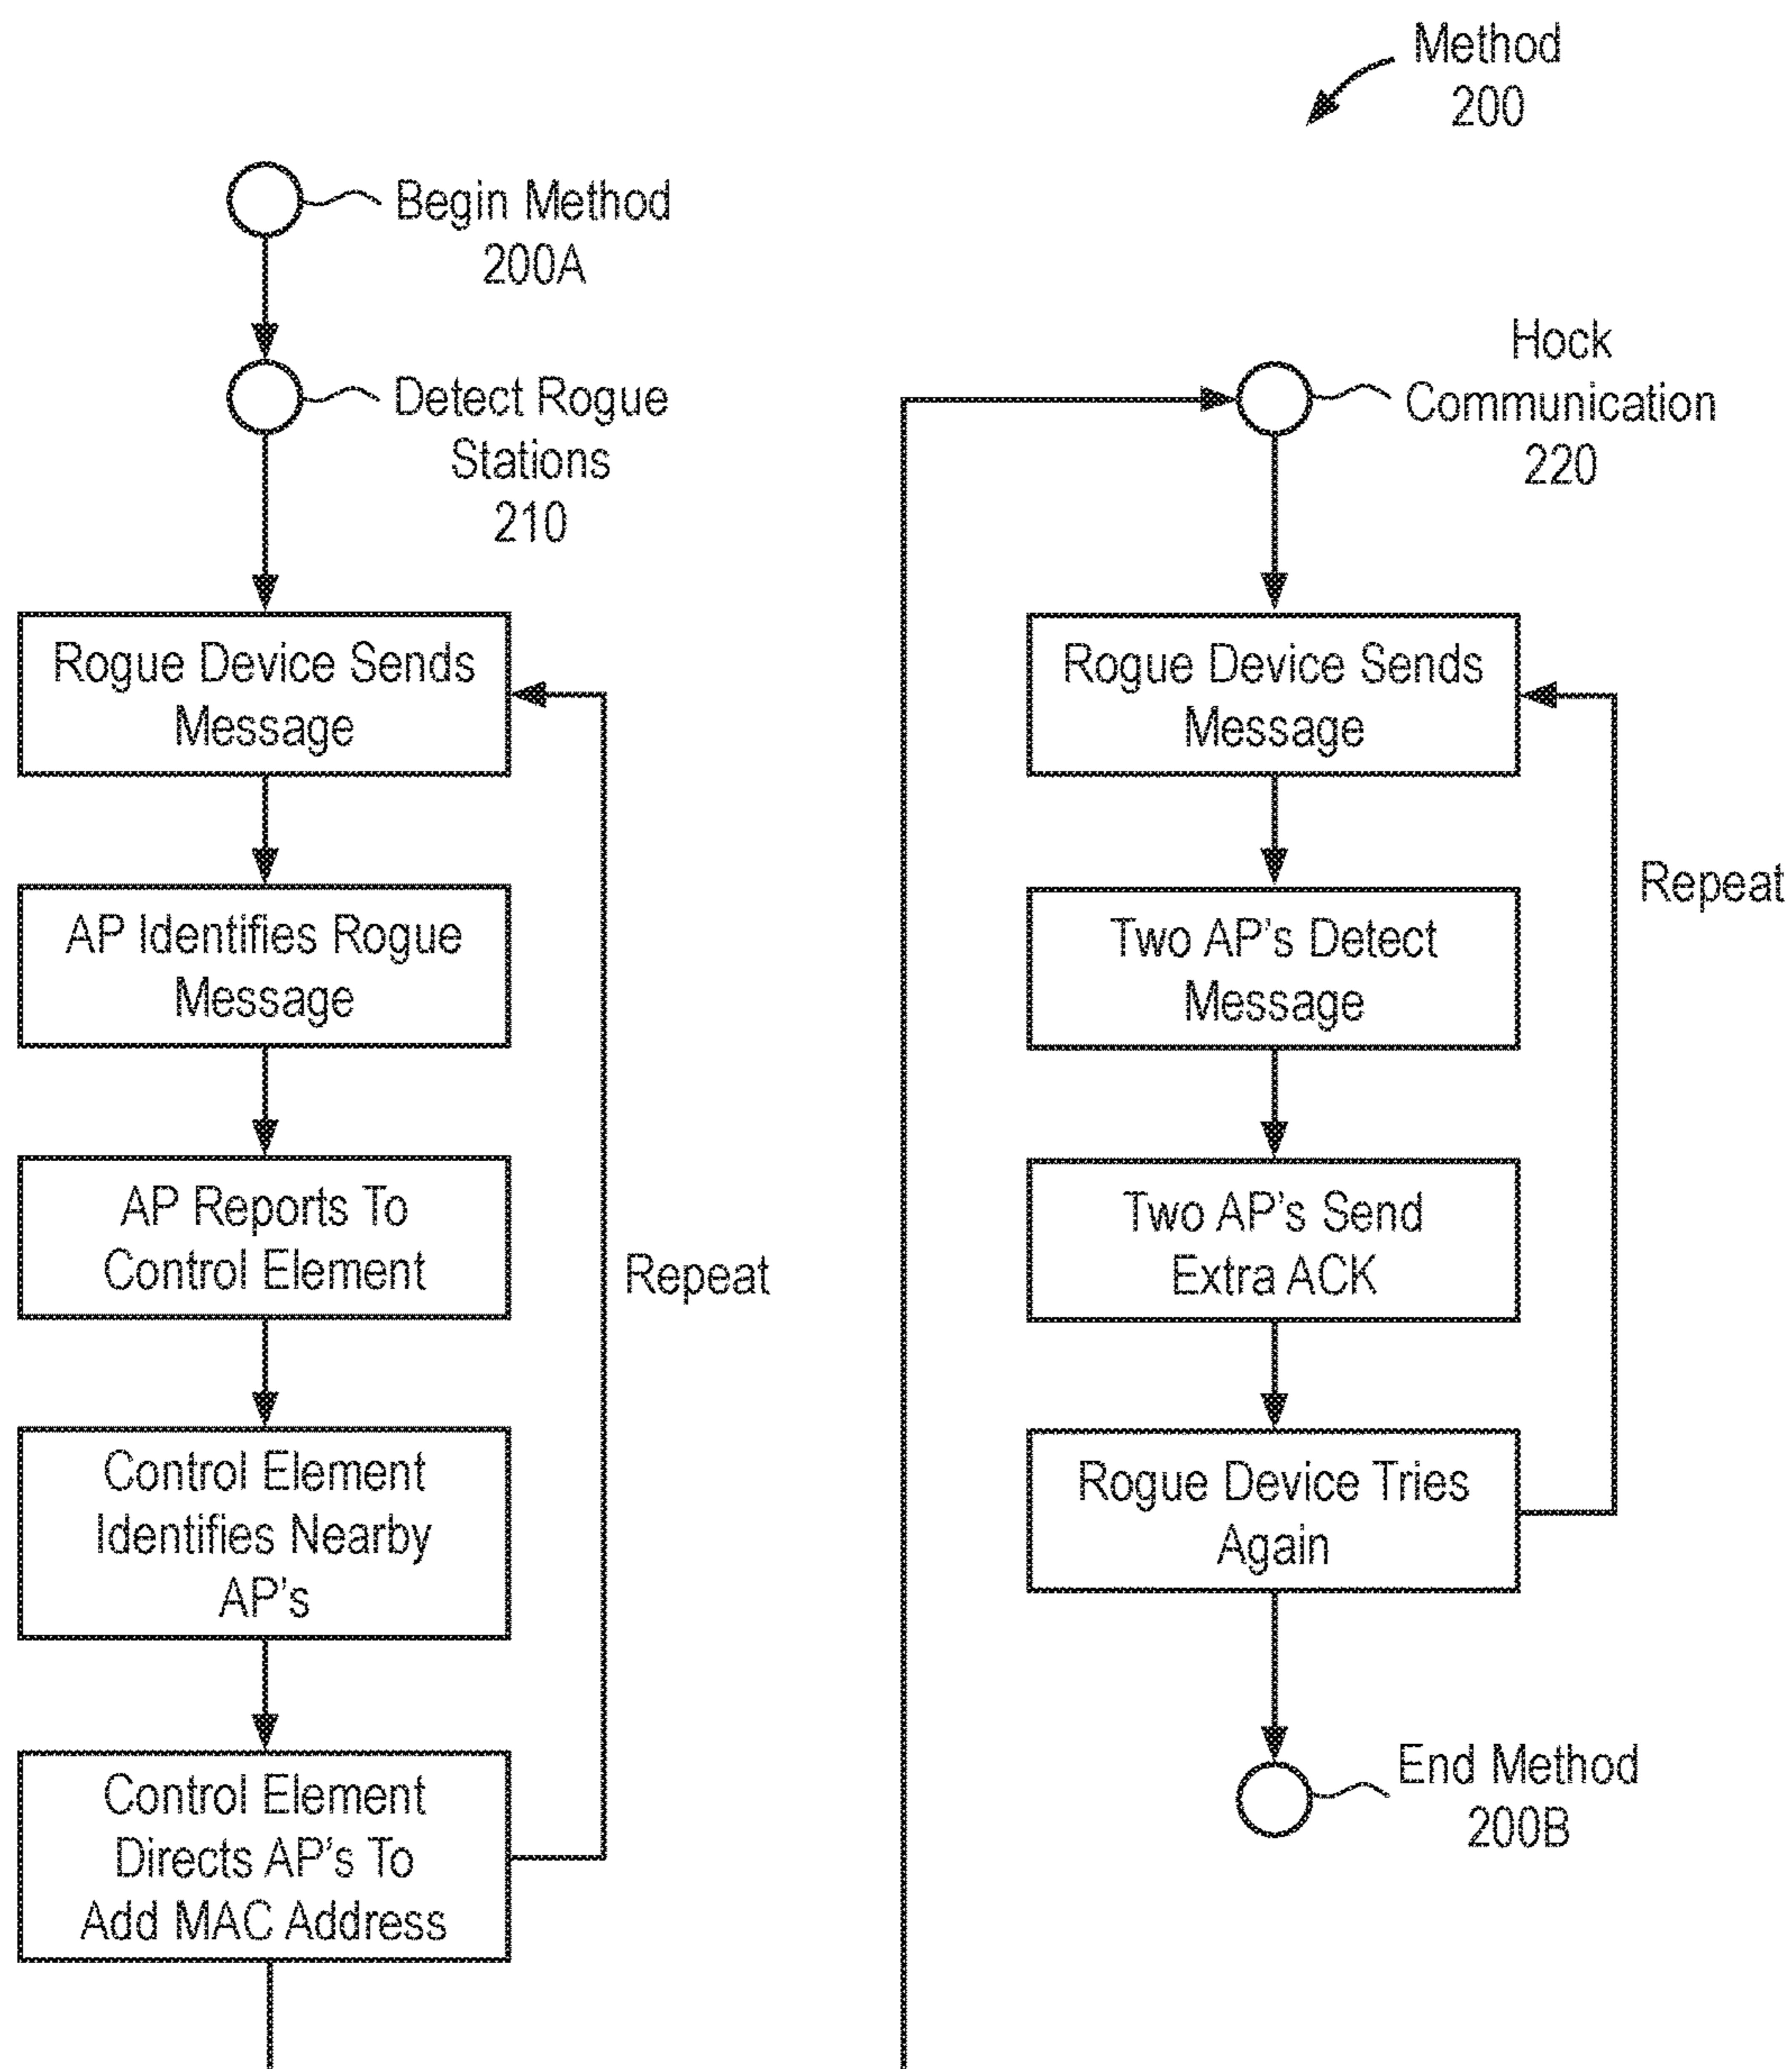 Method
200
Begin Method
200A
Detect Rogue
Stations
210
Rogue Device Sends
Message
AP Identifies Rogue
Message
AP Reports To
Control Element
Repeat
Control Element
Identifies Nearby
AP's
Control Element
Directs AP's To
Add MAC Address
Hock
Communication
220
Rogue Device Sends
Message
Repeat
Two AP's Detect
Message
Two AP's Send
Extra ACK
Rogue Device Tries
Again
End Method
200B